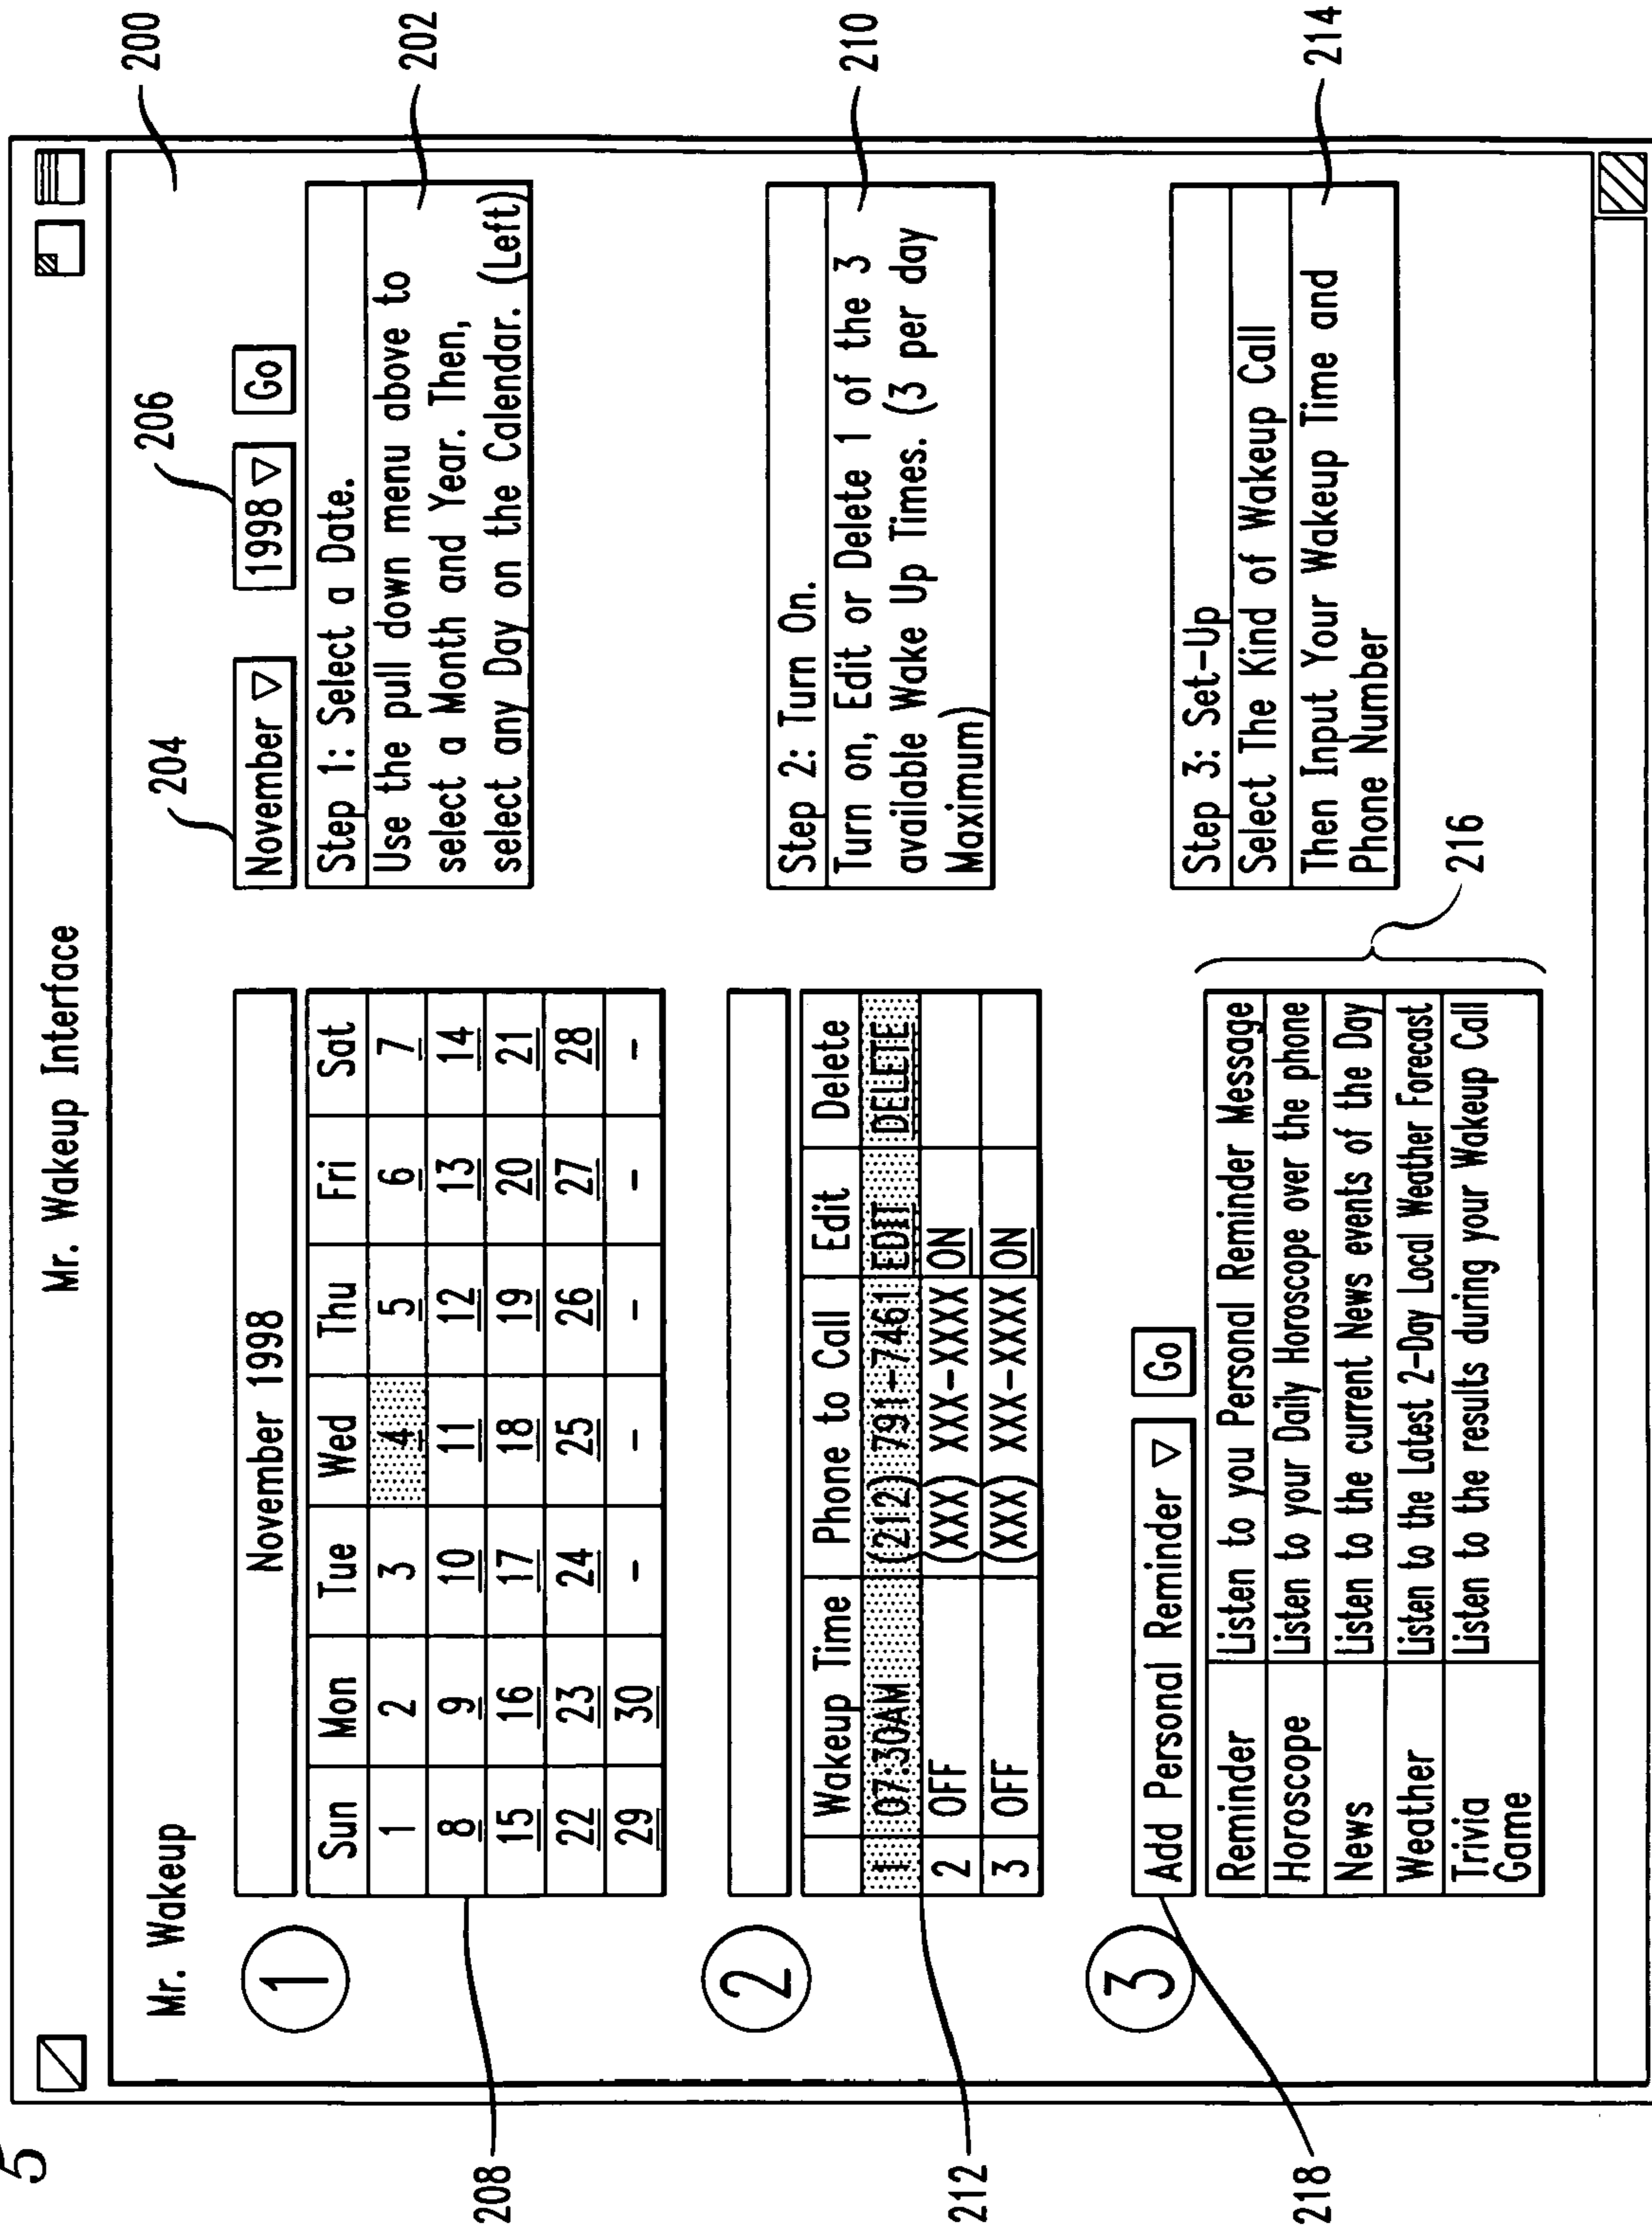 5
Mr. Wakeup Interface
200
Mr. Wakeup
204
206
November ▽ 1998 ▽ Go
1
November 1998
Sun Mon Tue Wed Thu Fri Sat
1 2 3 4 5 6 7
8 9 10 11 12 13 14
15 16 17 18 19 20 21
22 23 24 25 26 27 28
29 30 - - - - -
208
Step 1: Select a Date.
Use the pull down menu above to
select a Month and Year. Then,
select any Day on the Calendar. (Left)
202
2
Wakeup Time Phone to Call Edit Delete
1 07:30AM (212) 791-7461 EDIT DELETE
2 OFF (XXX) XXX-XXXX ON
3 OFF (XXX) XXX-XXXX ON
212
Step 2: Turn On.
Turn on, Edit or Delete 1 of the 3
available Wake Up Times. (3 per day
Maximum)
210
3
Add Personal Reminder ▽ Go
218
Reminder Listen to you Personal Reminder Message
Horoscope Listen to your Daily Horoscope over the phone
News Listen to the current News events of the Day
Weather Listen to the Latest 2-Day Local Weather Forecast
Trivia Listen to the results during your Wakeup Call
Game
216
Step 3: Set-Up
Select The Kind of Wakeup Call
Then Input Your Wakeup Time and
Phone Number
214